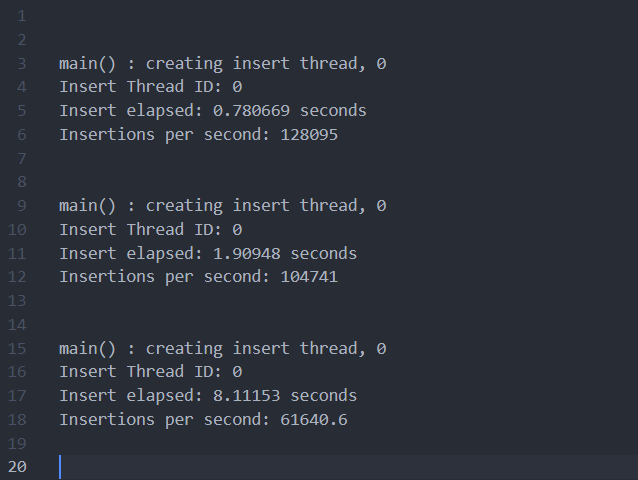 1
2
3 main() : creating insert thread, 0
4 Insert Thread ID: 0
5 Insert elapsed: 0.780669 seconds
6 Insertions per second: 128095
7
8
9 main() : creating insert thread, 0
10 Insert Thread ID: 0
11 Insert elapsed: 1.90948 seconds
12 Insertions per second: 104741
13
14
15 main() : creating insert thread, 0
16 Insert Thread ID: 0
17 Insert elapsed: 8.11153 seconds
18 Insertions per second: 61640.6
19
20